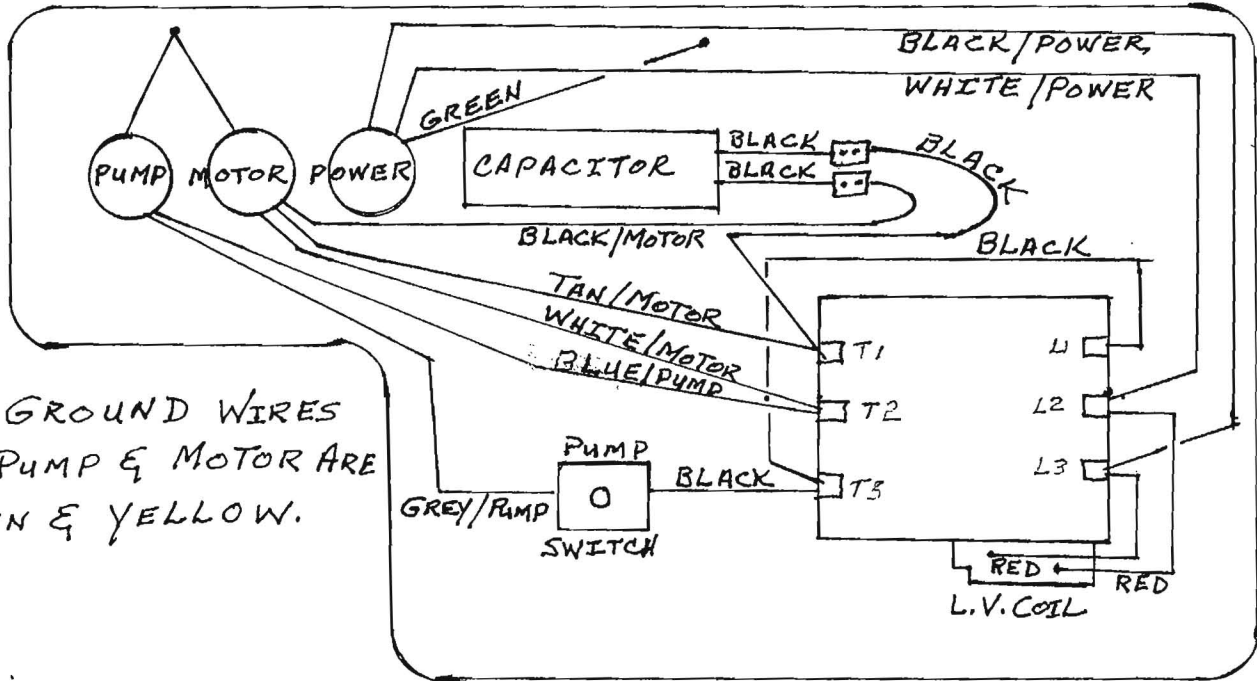 BLACK/POWER,
WHITE/POWER
GREEN
PUMP
MOTOR
POWER
CAPACITOR
BLACK
BLACK
BLACK
BLACK/MOTOR
BLACK
TAN/MOTOR
WHITE/MOTOR
BLUE/PUMP
T1
L1
T2
L2
T3
L3
GROUND WIRES
PUMP & MOTOR ARE
N & YELLOW.
PUMP
BLACK
GREY/PUMP
SWITCH
RED
RED
L.V. COIL